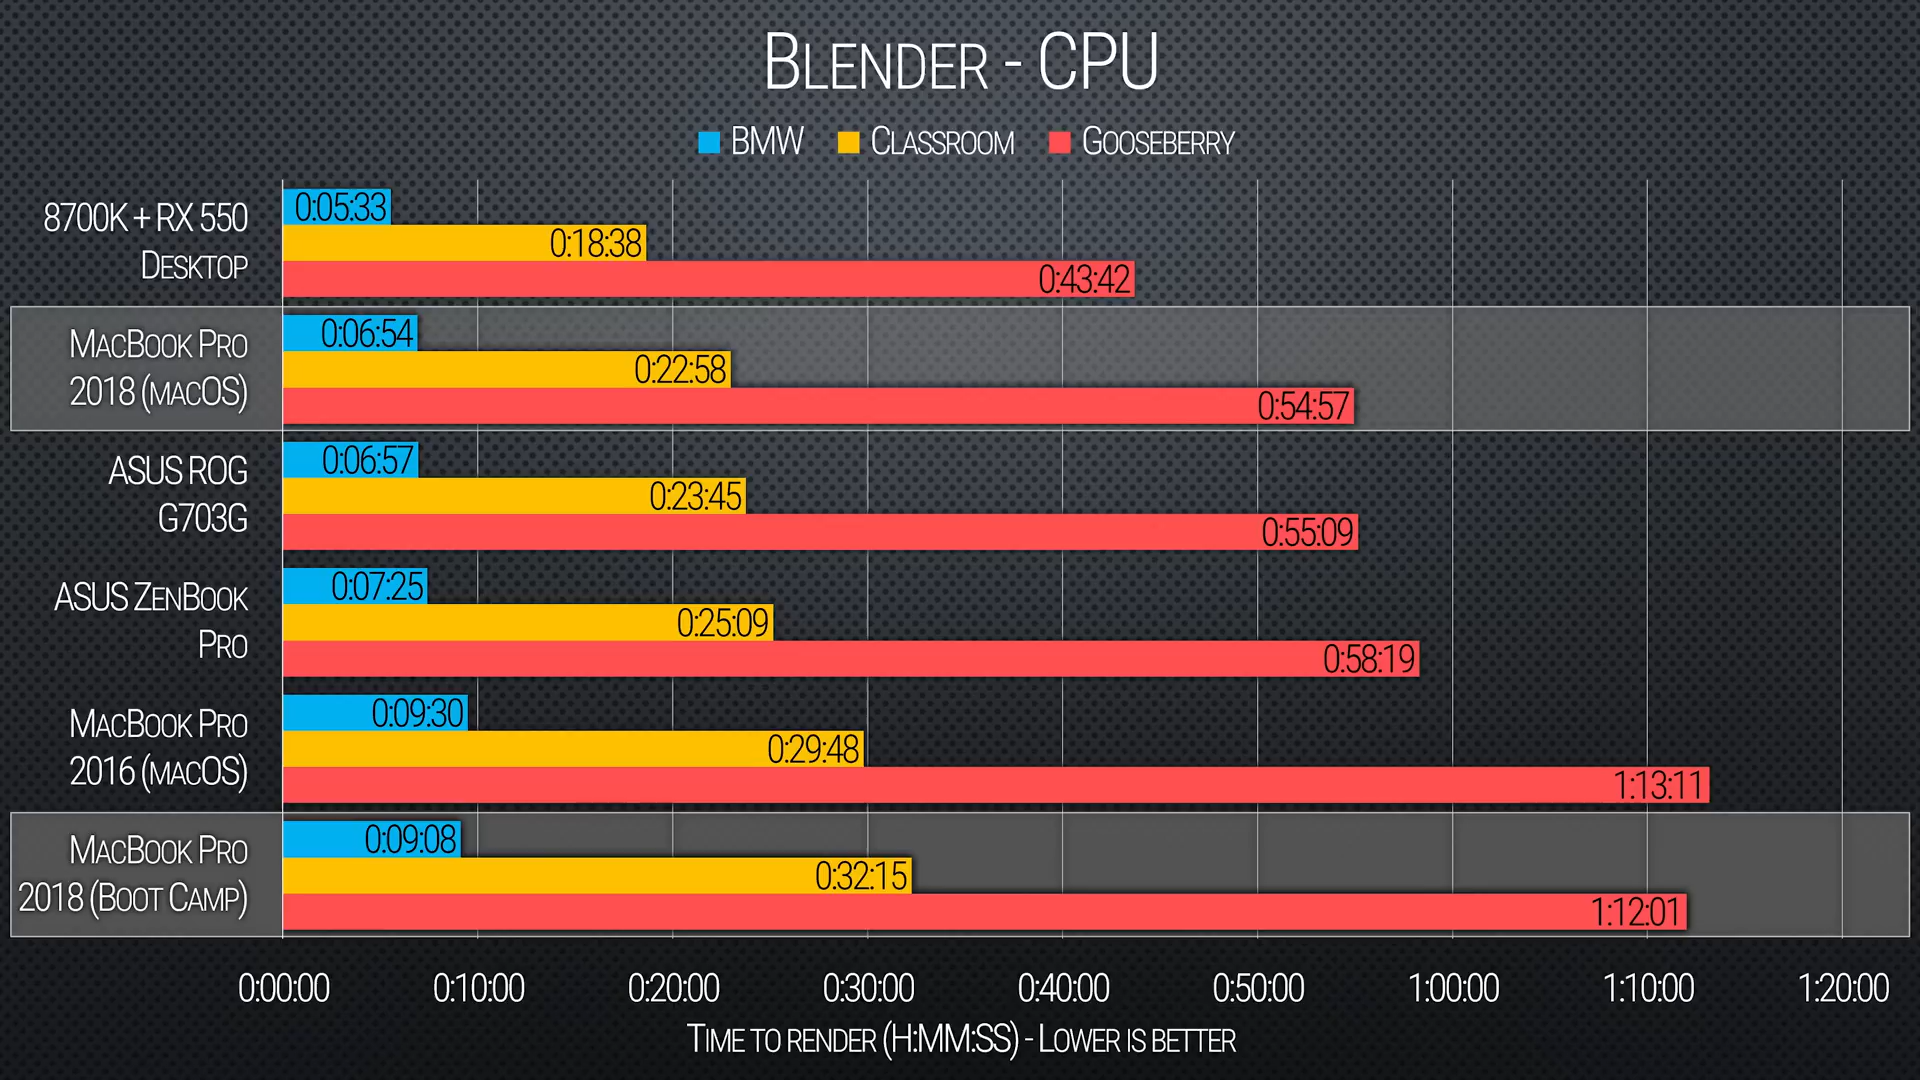 Blender - CPU
BMW Classroom Gooseberry
8700K + RX 550
Desktop
0:05:33
0:18:38
0:43:42
MacBook Pro
2018 (macOS)
0:06:54
0:22:58
0:54:57
ASUS ROG
G703G
0:06:57
0:23:45
0:55:09
ASUS ZenBook
Pro
0:07:25
0:25:09
0:58:19
MacBook Pro
2016 (macOS)
0:09:30
0:29:48
1:13:11
MacBook Pro
2018 (Boot Camp)
0:09:08
0:32:15
1:12:01
0:00:00 0:10:00 0:20:00 0:30:00 0:40:00 0:50:00 1:00:00 1:10:00 1:20:00
Time to render (H:MM:SS) - Lower is better